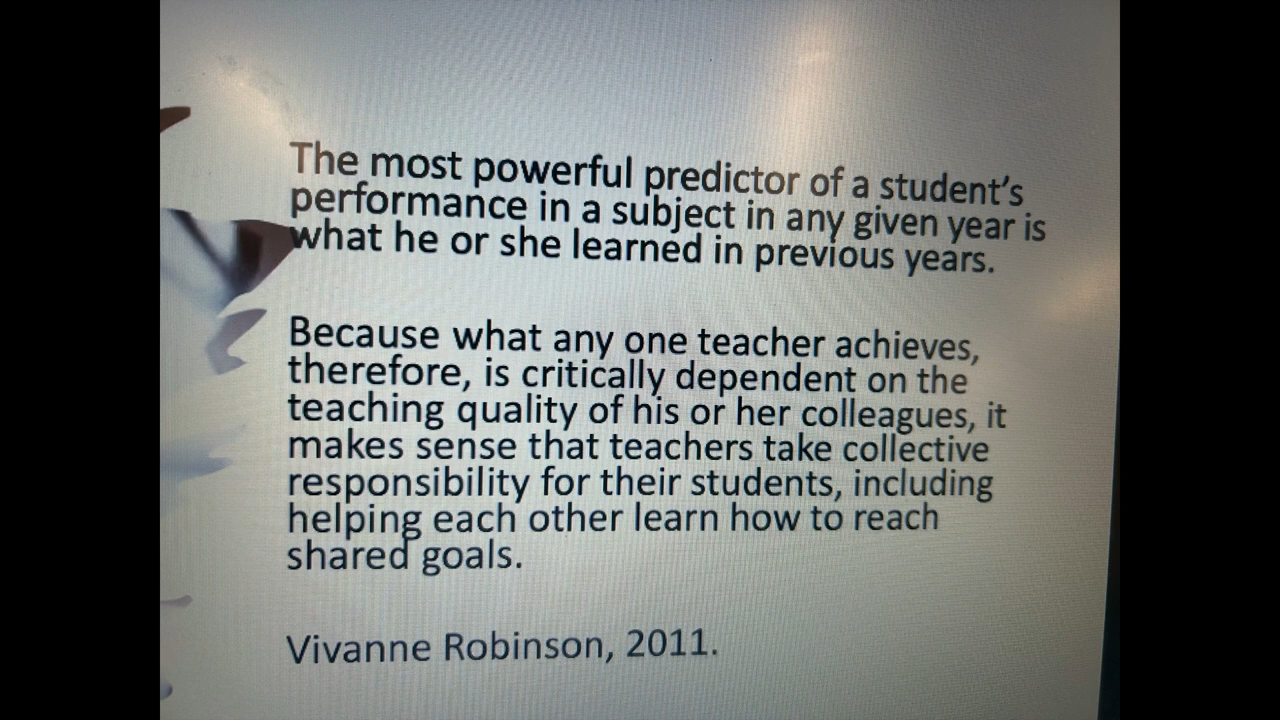 The most powerful predictor of a student's
performance in a subject in any given year is
what he or she learned in previous years.
Because what any one teacher achieves,
therefore, is critically dependent on the
teaching quality of his or her colleagues, it
makes sense that teachers take collective
responsibility for their students, including
helping each other learn how to reach
shared goals.
Vivanne Robinson, 2011.